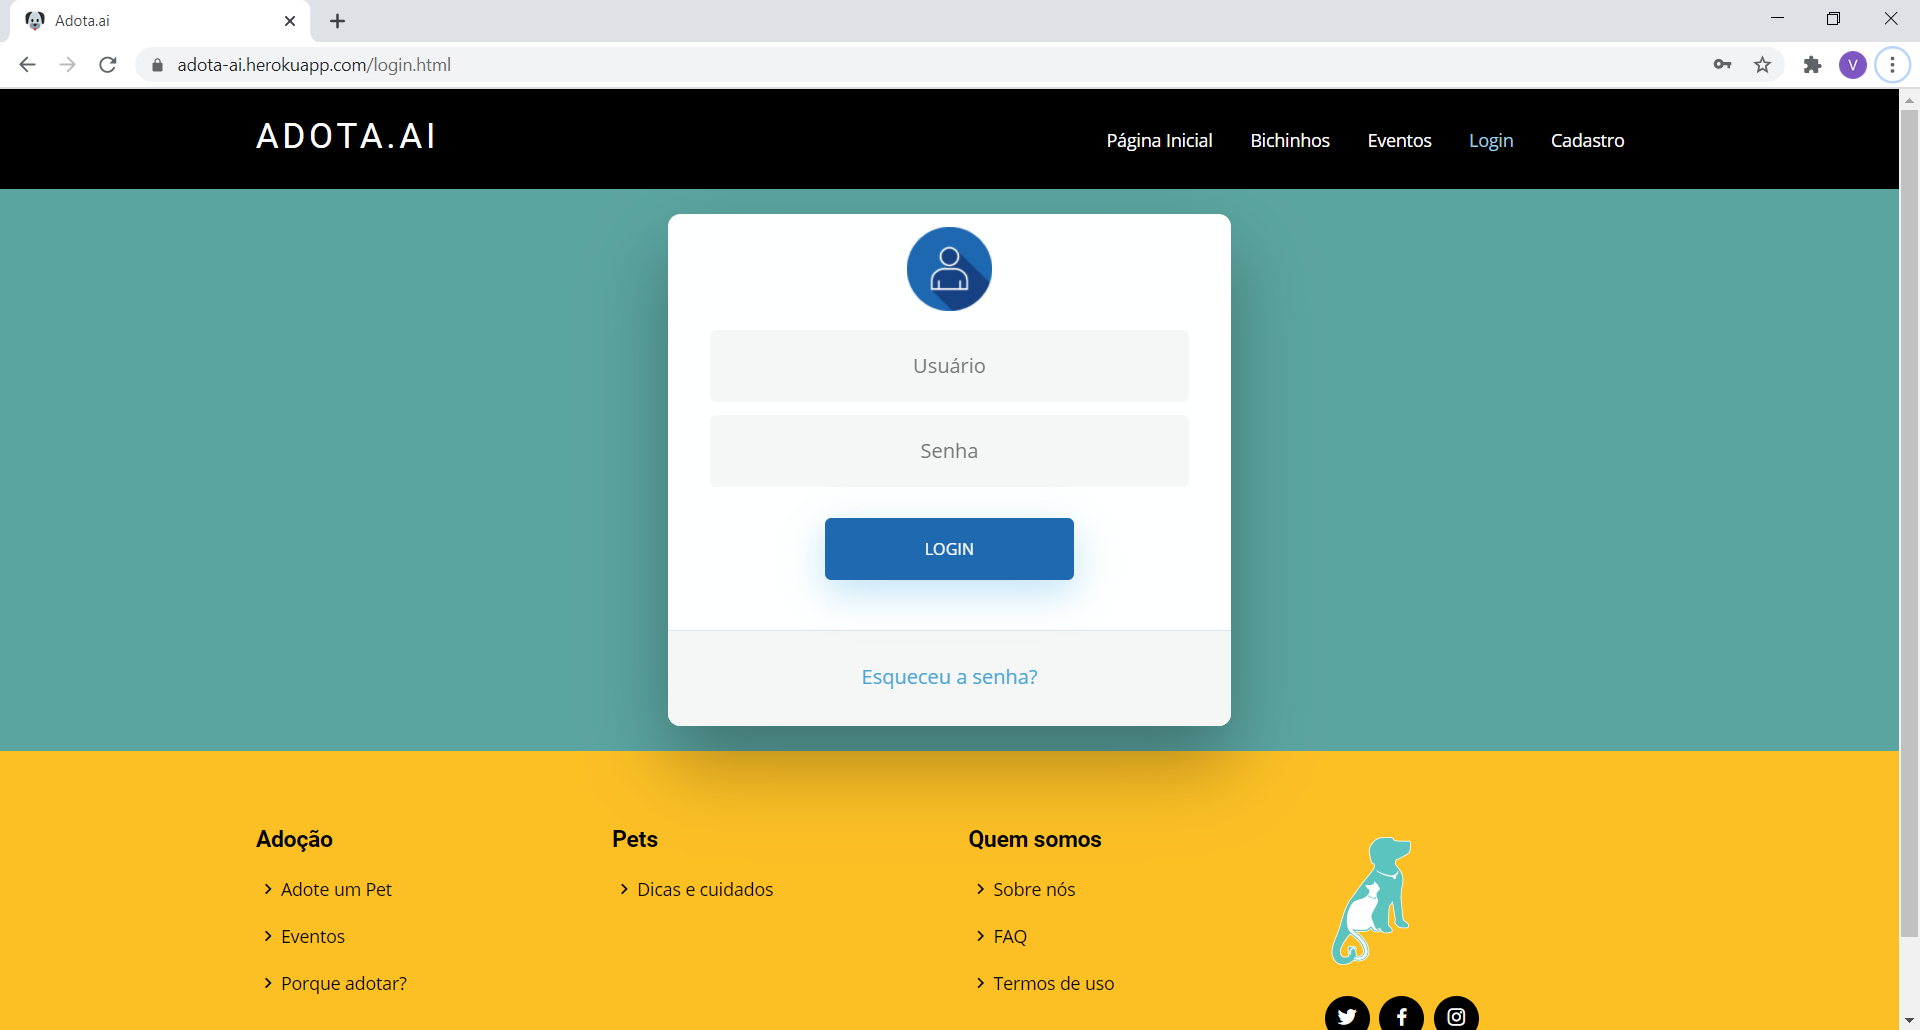 Adota.ai
adota-ai.herokuapp.com/login.html
V
ADOTA.AI
Página Inicial
Bichinhos
Eventos
Login
Cadastro
Usuário
Senha
LOGIN
Esqueceu a senha?
Adoção
Adote um Pet
Eventos
Porque adotar?
Pets
Dicas e cuidados
Quem somos
Sobre nós
FAQ
Termos de uso